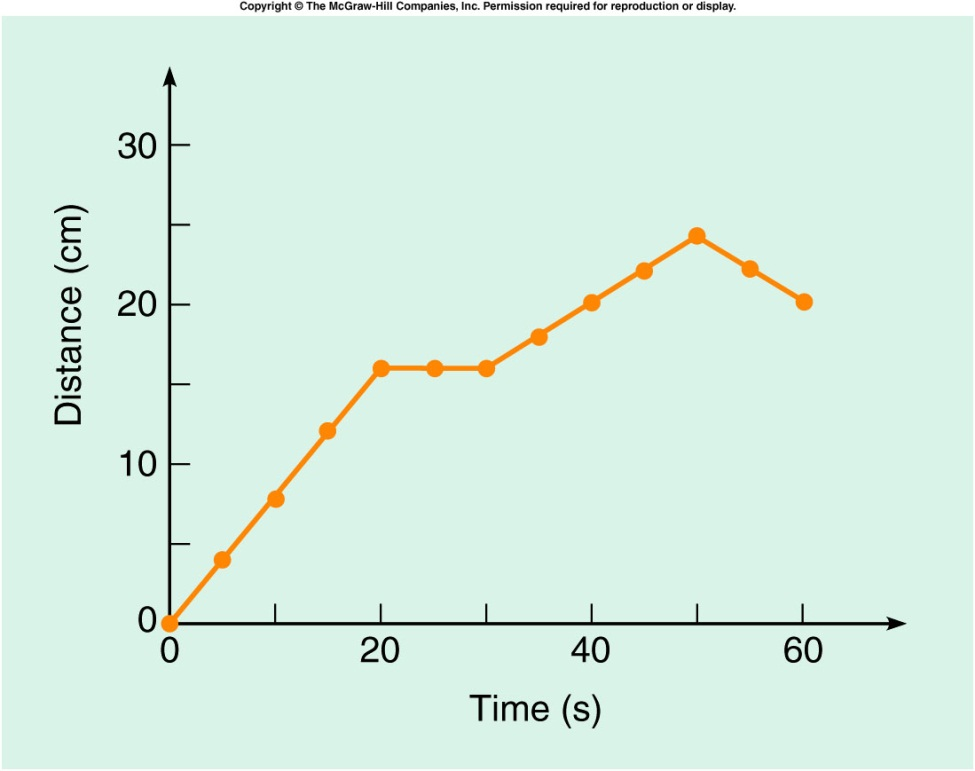 Copyright © The McGraw-Hill Companies, Inc. Permission required for reproduction or display.
30
20
10
0
Distance (cm)
0 20 40 60
Time (s)